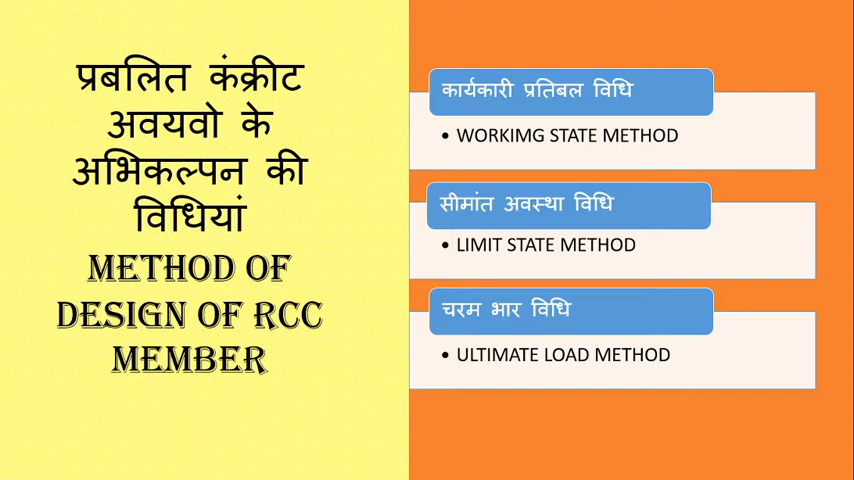 प्रबलित कंक्रीट
अवयवो के
अभिकल्पन की
विधियां
METHOD OF
DESIGN OF RCC
MEMBER
कार्यकारी प्रतिबल विधि
• WORKIMG STATE METHOD
सीमांत अवस्था विधि
• LIMIT STATE METHOD
चरम भार विधि
• ULTIMATE LOAD METHOD